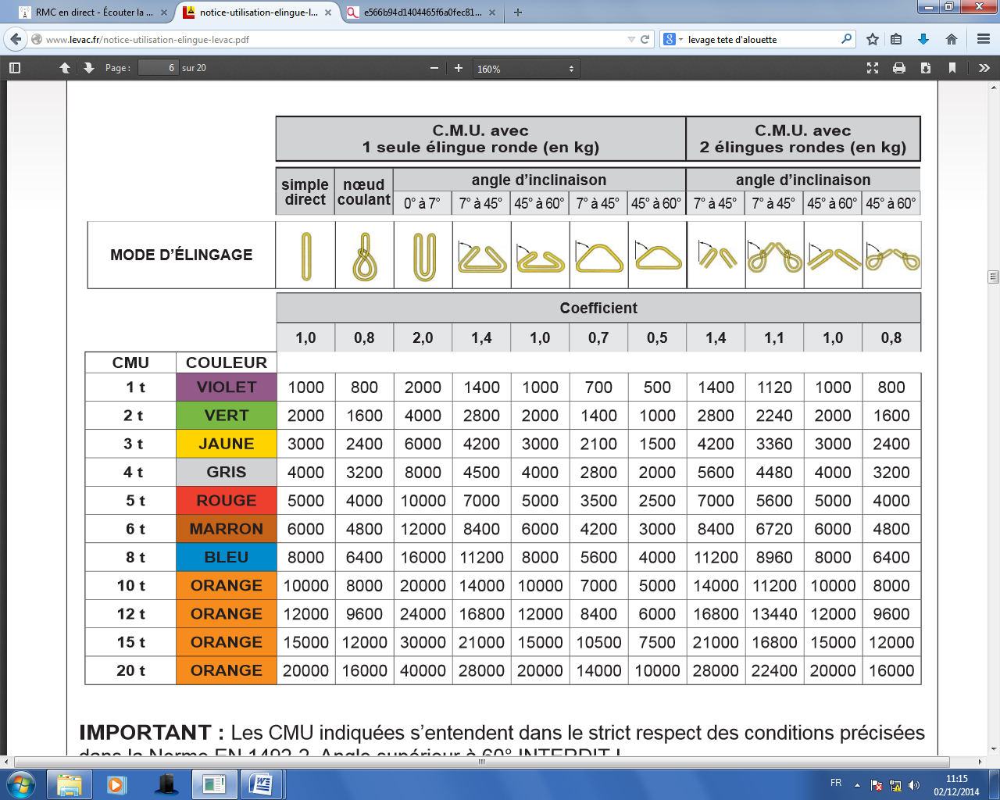 RMC en direct - Écouter la ...
notice-utilisation-elingue-l...
e566b94d1404465f6a0fec81...
www.levac.fr/notice-utilisation-elingue-levac.pdf
levage tete d'alouette
Page : 6 sur 20
160%
C.M.U. avec
1 seule élingue ronde (en kg)
C.M.U. avec
2 élingues rondes (en kg)
simple direct
nœud coulant
angle d'inclinaison
angle d'inclinaison
0° à 7° 7° à 45° 45° à 60° 7° à 45° 45° à 60° 7° à 45° 7° à 45° 45° à 60° 45° à 60°
MODE D'ÉLINGAGE
Coefficient
1,0 0,8 2,0 1,4 1,0 0,7 0,5 1,4 1,1 1,0 0,8
CMU COULEUR
1 t VIOLET 1000 800 2000 1400 1000 700 500 1400 1120 1000 800
2 t VERT 2000 1600 4000 2800 2000 1400 1000 2800 2240 2000 1600
3 t JAUNE 3000 2400 6000 4200 3000 2100 1500 4200 3360 3000 2400
4 t GRIS 4000 3200 8000 4500 4000 2800 2000 5600 4480 4000 3200
5 t ROUGE 5000 4000 10000 7000 5000 3500 2500 7000 5600 5000 4000
6 t MARRON 6000 4800 12000 8400 6000 4200 3000 8400 6720 6000 4800
8 t BLEU 8000 6400 16000 11200 8000 5600 4000 11200 8960 8000 6400
10 t ORANGE 10000 8000 20000 14000 10000 7000 5000 14000 11200 10000 8000
12 t ORANGE 12000 9600 24000 16800 12000 8400 6000 16800 13440 12000 9600
15 t ORANGE 15000 12000 30000 21000 15000 10500 7500 21000 16800 15000 12000
20 t ORANGE 20000 16000 40000 28000 20000 14000 10000 28000 22400 20000 16000
IMPORTANT : Les CMU indiquées s'entendent dans le strict respect des conditions précisées
dans la Norme EN 1492-2. Angle supérieur à 60° INTERDIT !
FR
11:15
02/12/2014